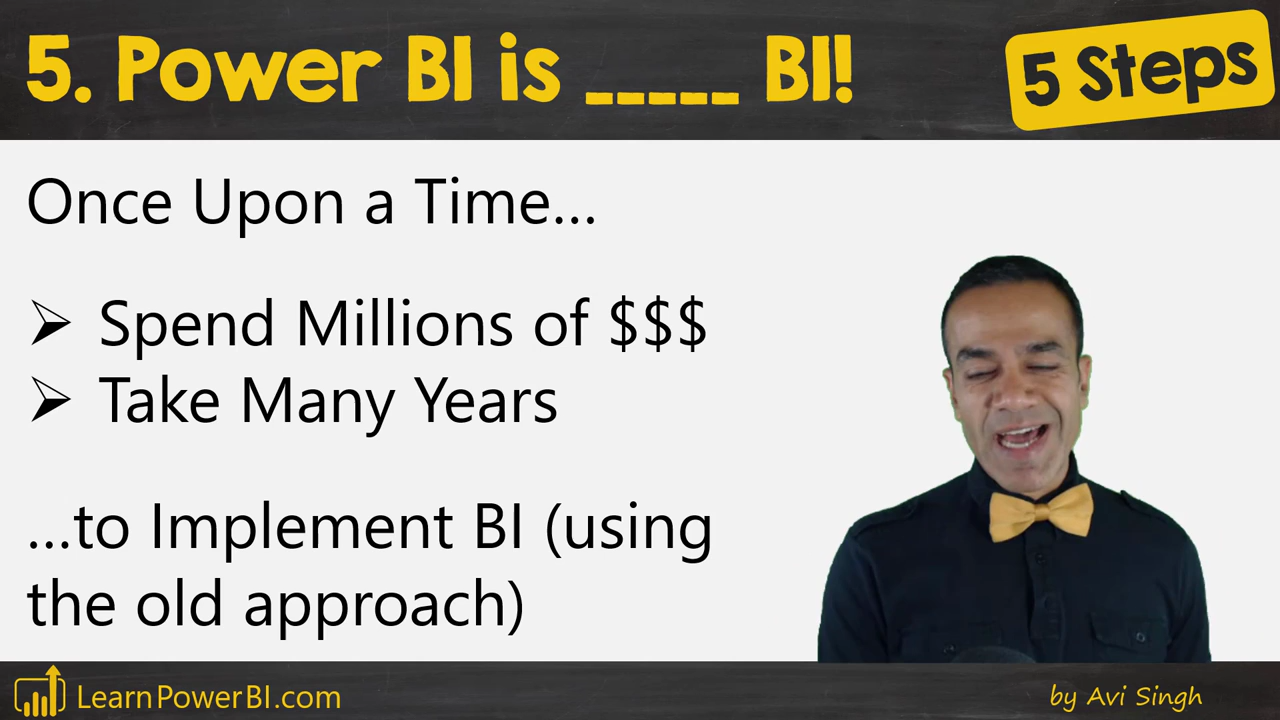 5. Power BI is _____ BI!
5 Steps
Once Upon a Time...
➢ Spend Millions of $$$
➢ Take Many Years
...to Implement BI (using
the old approach)
LearnPowerBI.com
by Avi Singh